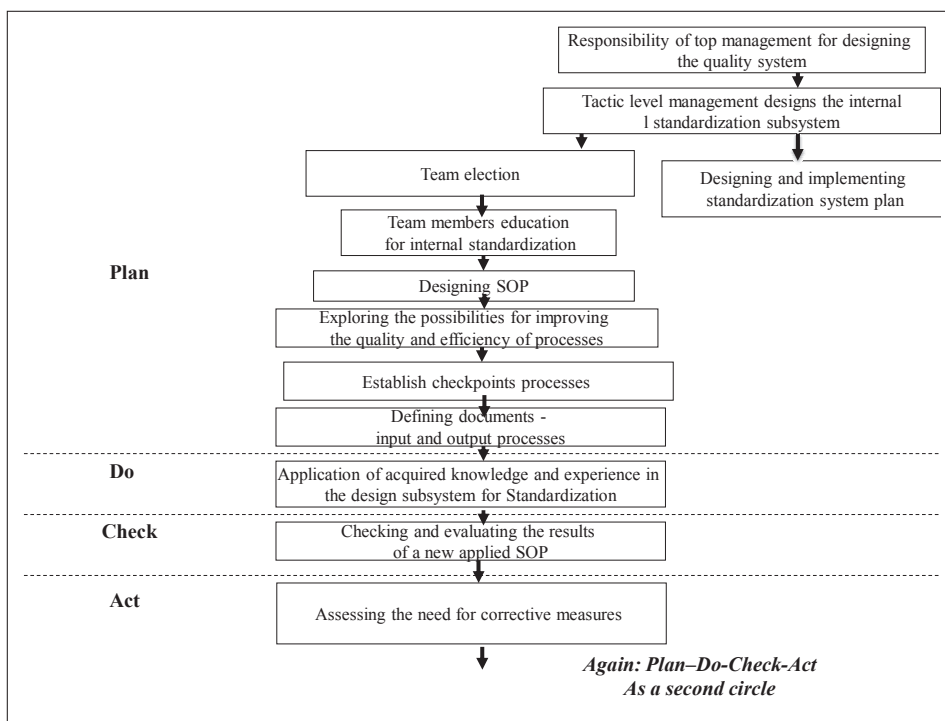 Responsibility of top management for designing
the quality system
Tactic level management designs the internal
l standardization subsystem
Team election
Designing and implementing
standardization system plan
Team members education
for internal standardization
Plan
Designing SOP
Exploring the possibilities for improving
the quality and efficiency of processes
Establish checkpoints processes
Defining documents -
input and output processes
Do
Application of acquired knowledge and experience in
the design subsystem for Standardization
Check
Checking and evaluating the results
of a new applied SOP
Act
Assessing the need for corrective measures
Again: Plan–Do-Check-Act
As a second circle